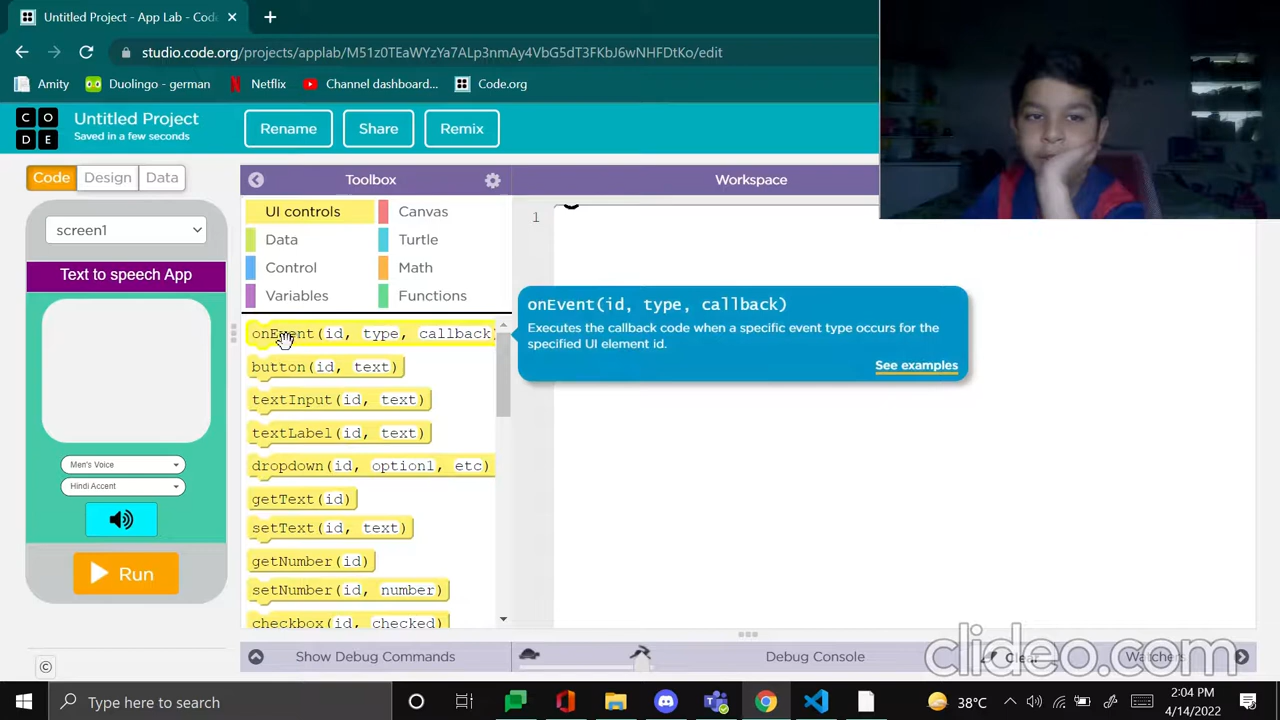 Untitled Project - App Lab - Cod
studio.code.org/projects/applab/M51z0TEaWYzYa7ALp3nmAy4VbG5dT3FKbJ6wNHFDtKo/edit
Amity
Duolingo - german
Netflix
Channel dashboard...
Code.org
C O
D E
Untitled Project
Saved in a few seconds
Rename
Share
Remix
Code
Design
Data
Toolbox
Workspace
screen1
Text to speech App
Men's Voice
Hindi Accent
Run
UI controls
Canvas
Data
Turtle
Control
Math
Variables
Functions
onEvent(id, type, callback)
button(id, text)
textInput(id, text)
textLabel(id, text)
dropdown(id, option1, etc)
getText(id)
setText(id, text)
getNumber(id)
setNumber(id, number)
checkbox(id, checked)
1
onEvent(id, type, callback)
Executes the callback code when a specific event type occurs for the
specified UI element id.
See examples
©
Show Debug Commands
Debug Console
Clear
Watchers
clideo.com
Type here to search
38°C
2:04 PM
4/14/2022